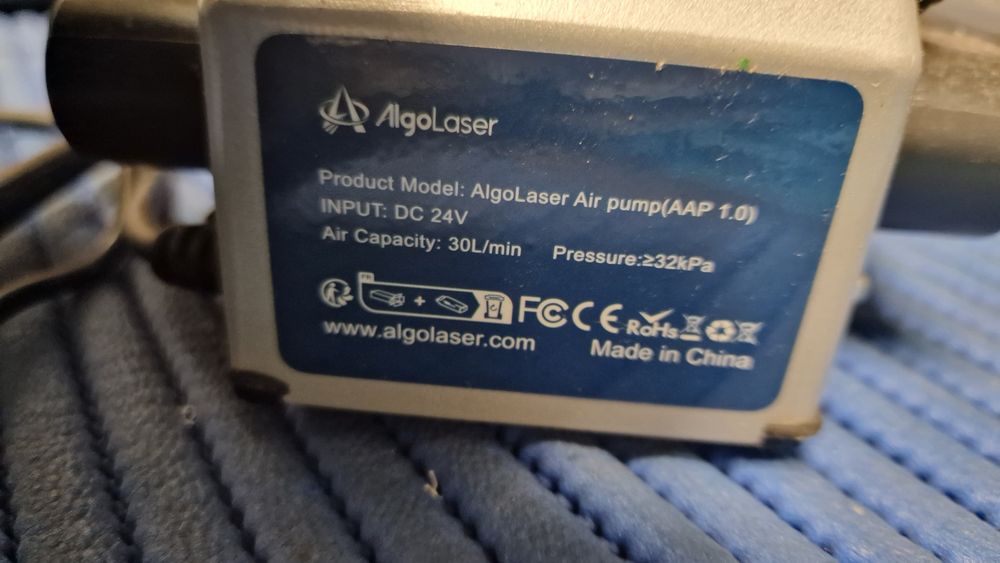 AlgoLaser
Product Model: AlgoLaser Air pump(AAP 1.0)
INPUT: DC 24V
Air Capacity: 30L/min Pressure:≥32kPa
FR
+
FC CE RoHS
www.algolaser.com
Made in China